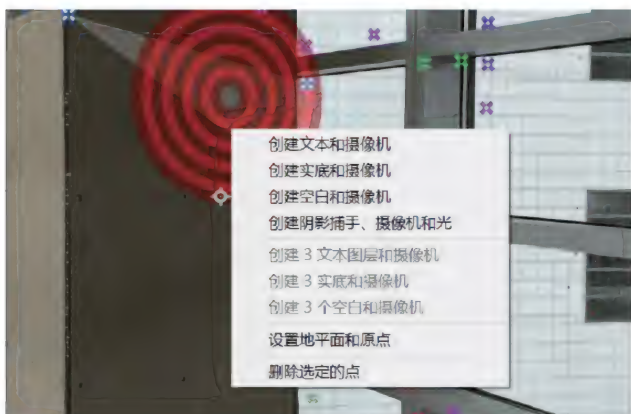 创建文本和摄像机
创建实底和摄像机
创建空白和摄像机
创建阴影捕手、摄像机和光
创建 3 文本图层和摄像机
创建 3 实底和摄像机
创建 3 个空白和摄像机
设置地平面和原点
删除选定的点